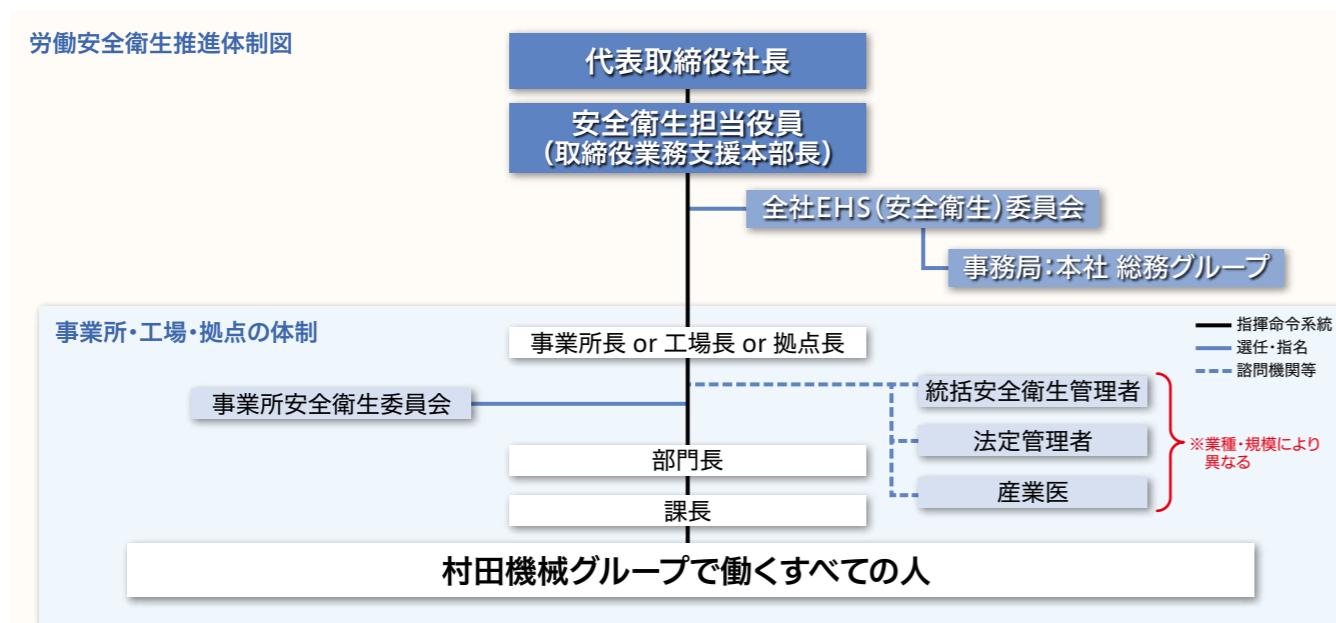 労働安全衛生推進体制図
代表取締役社長
安全衛生担当役員
（取締役業務支援本部長）
全社EHS（安全衛生）委員会
事務局：本社 総務グループ
事業所・工場・拠点の体制
指揮命令系統
選任・指名
諮問機関等
事業所長 or 工場長 or 拠点長
事業所安全衛生委員会
統括安全衛生管理者
法定管理者
産業医
※業種・規模により
異なる
部門長
課長
村田機械グループで働くすべての人